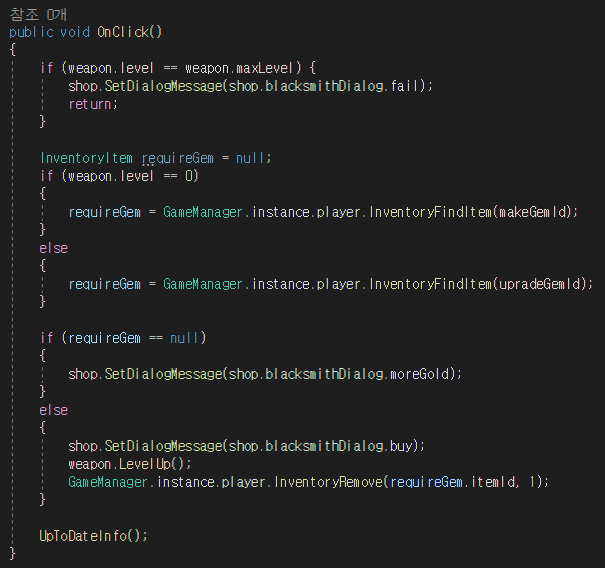 참조 0개
public void OnClick()
{
    if (weapon.level == weapon.maxLevel) {
        shop.SetDialogMessage(shop.blacksmithDialog.fail);
        return;
    }

    InventoryItem requireGem = null;
    if (weapon.level == 0)
    {
        requireGem = GameManager.instance.player.InventoryFindItem(makeGemId);
    }
    else
    {
        requireGem = GameManager.instance.player.InventoryFindItem(upradeGemId);
    }

    if (requireGem == null)
    {
        shop.SetDialogMessage(shop.blacksmithDialog.moreGold);
    }
    else
    {
        shop.SetDialogMessage(shop.blacksmithDialog.buy);
        weapon.LevelUp();
        GameManager.instance.player.InventoryRemove(requireGem.itemId, 1);
    }

    UpToDateInfo();
}